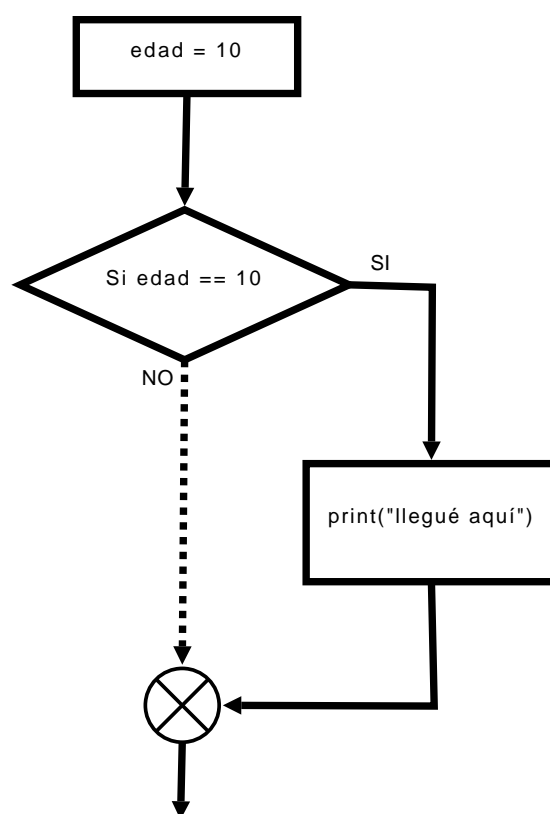 edad = 10
Si edad == 10
SI
NO
print("llegué aquí")